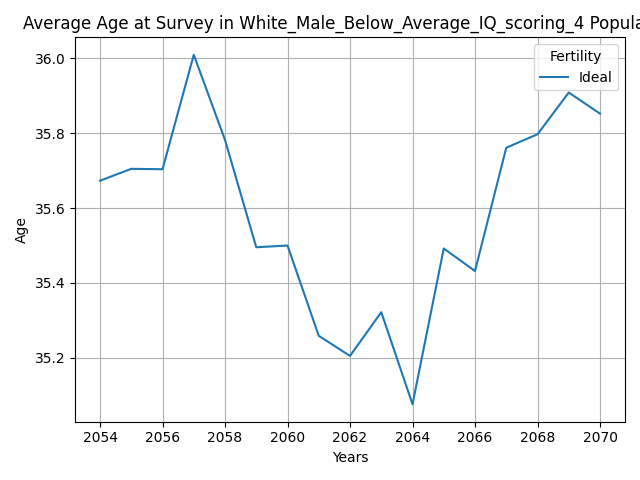 Average Age at Survey in White_Male_Below_Average_IQ_scoring_4 Popula
Fertility
Ideal
36.0
35.8
35.6
35.4
35.2
Age
2054 2056 2058 2060 2062 2064 2066 2068 2070
Years